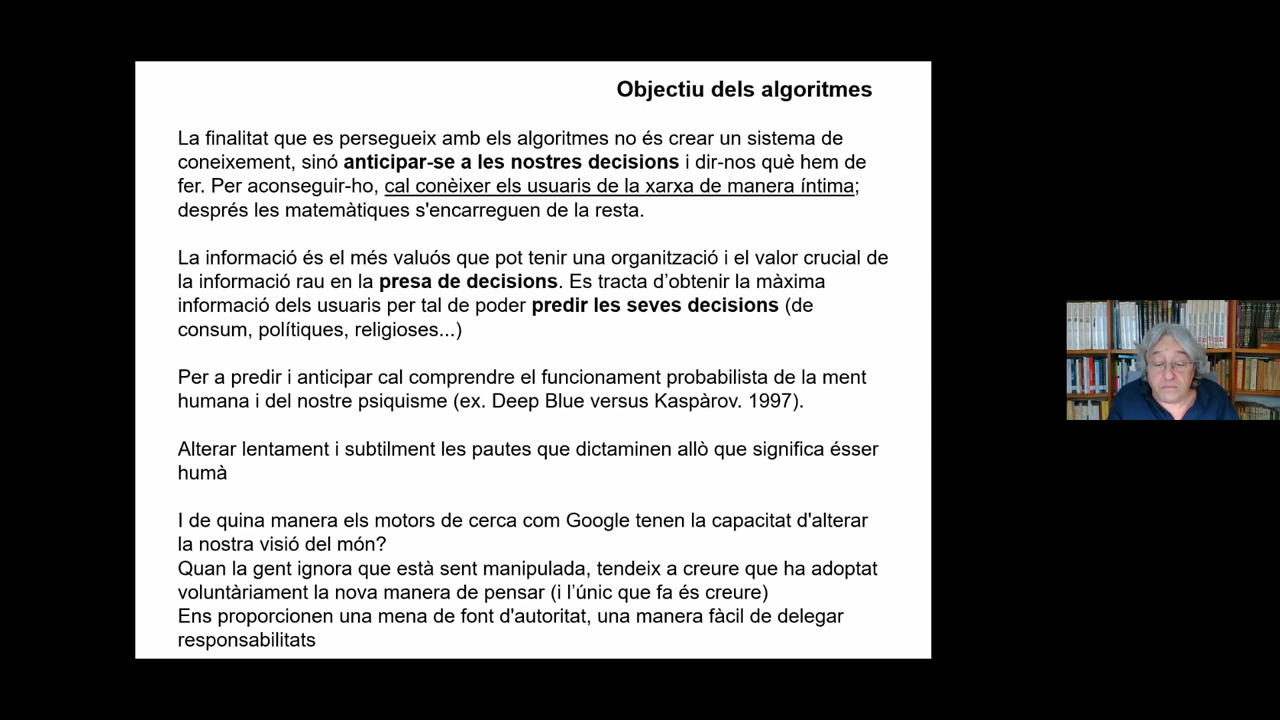 Objectiu dels algoritmes
La finalitat que es persegueix amb els algoritmes no és crear un sistema de
coneixement, sinó anticipar-se a les nostres decisions i dir-nos què hem de
fer. Per aconseguir-ho, cal conèixer els usuaris de la xarxa de manera íntima;
després les matemàtiques s'encarreguen de la resta.
La informació és el més valuós que pot tenir una organització i el valor crucial de
la informació rau en la presa de decisions. Es tracta d’obtenir la màxima
informació dels usuaris per tal de poder predir les seves decisions (de
consum, polítiques, religioses...)
Per a predir i anticipar cal comprendre el funcionament probabilista de la ment
humana i del nostre psiquisme (ex. Deep Blue versus Kaspàrov. 1997).
Alterar lentament i subtilment les pautes que dictaminen allò que significa ésser
humà
I de quina manera els motors de cerca com Google tenen la capacitat d'alterar
la nostra visió del món?
Quan la gent ignora que està sent manipulada, tendeix a creure que ha adoptat
voluntàriament la nova manera de pensar (i l’únic que fa és creure)
Ens proporcionen una mena de font d'autoritat, una manera fàcil de delegar
responsabilitats